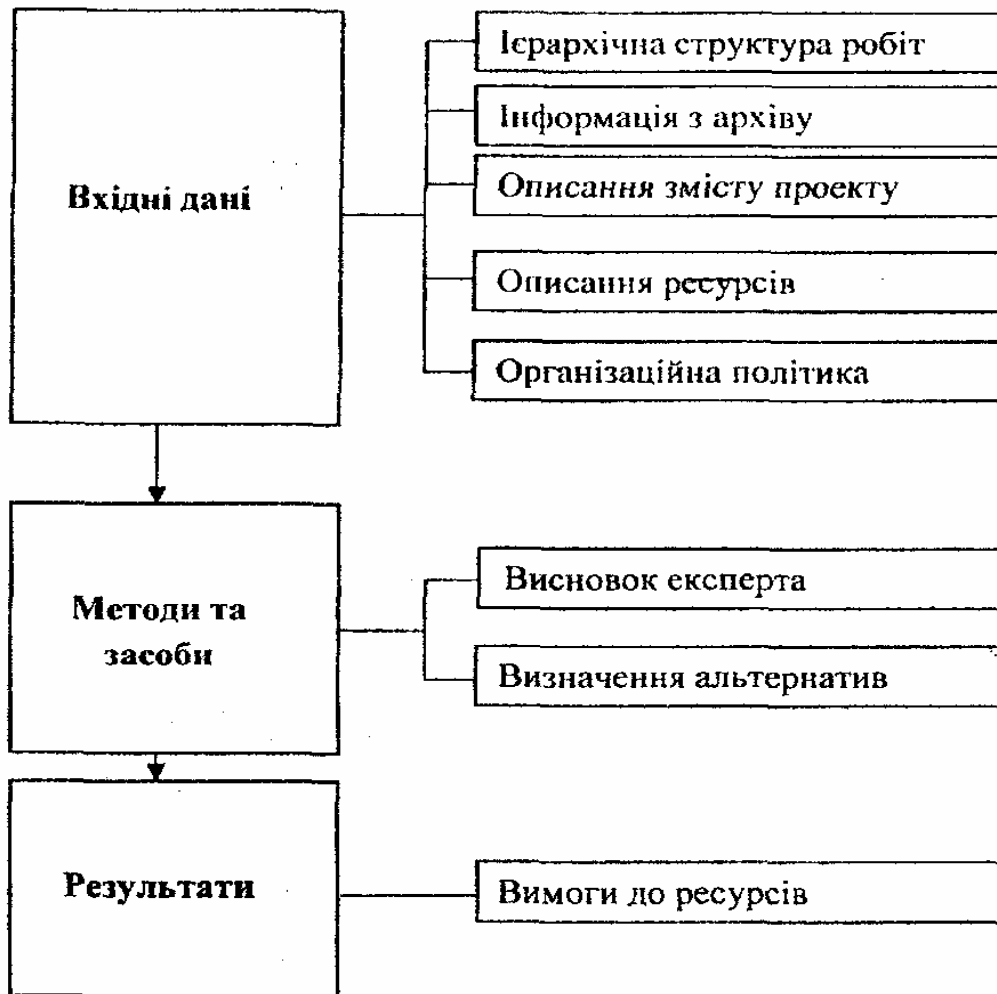 Вхідні дані
Ієрархічна структура робіт
Інформація з архіву
Описання змісту проекту
Описання ресурсів
Організаційна політика
Методи та
засоби
Висновок експерта
Визначення альтернатив
Результати
Вимоги до ресурсів